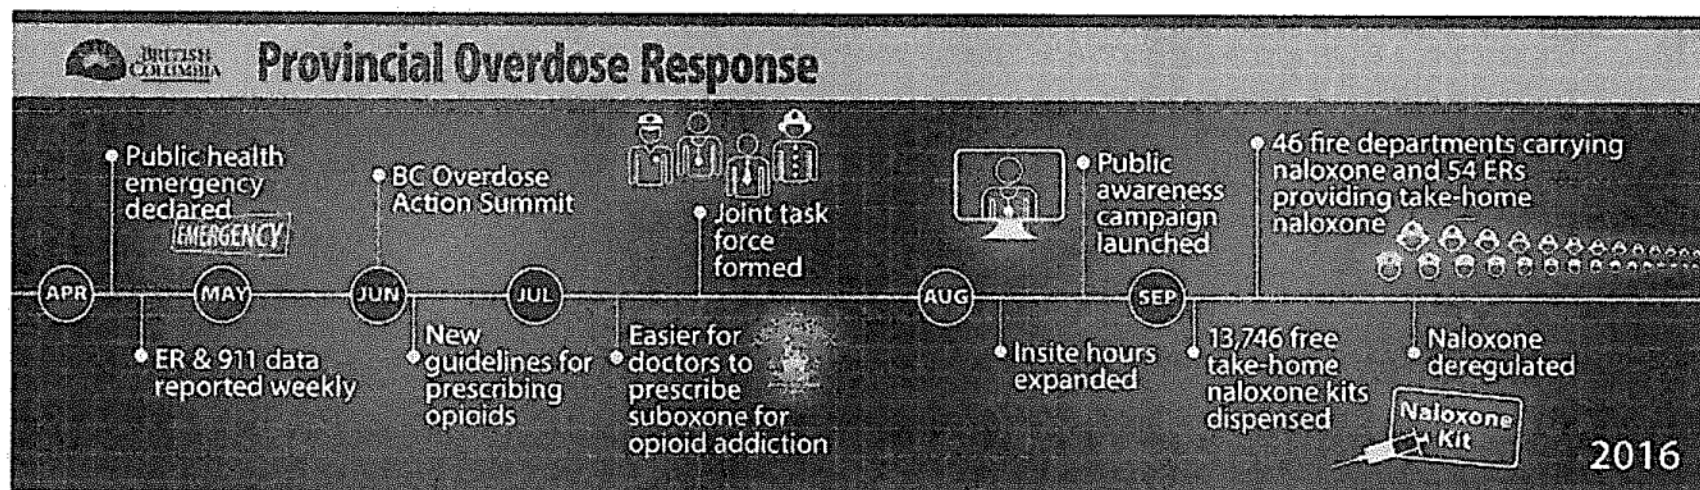 BRITISH
COLUMBIA
Provincial Overdose Response
Public health
emergency
declared
EMERGENCY
BC Overdose
Action Summit
Joint task
force
formed
Public
awareness
campaign
launched
46 fire departments carrying
naloxone and 54 ERs
providing take-home
naloxone
APR
MAY
JUN
JUL
AUG
SEP
ER & 911 data
reported weekly
New
guidelines for
prescribing
opioids
Easier for
doctors to
prescribe
suboxone for
opioid addiction
Insite hours
expanded
13,746 free
take-home
naloxone kits
dispensed
Naloxone
deregulated
Naloxone
Kit
2016